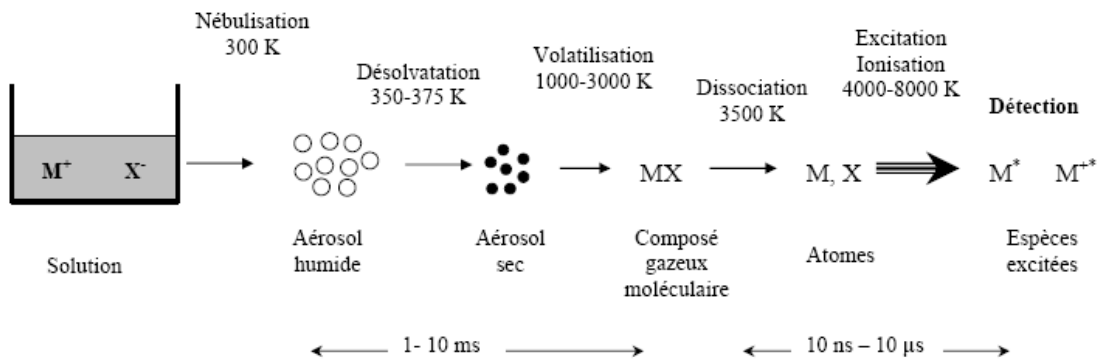 Nébulisation
300 K
Désolvatation
350-375 K
Volatilisation
1000-3000 K
Dissociation
3500 K
Excitation
Ionisation
4000-8000 K
Détection
M⁺ X⁻
MX
M, X
M* M⁺*
Solution
Aérosol
humide
Aérosol
sec
Composé
gazeux
moléculaire
Atomes
Espèces
excitées
1- 10 ms
10 ns – 10 µs